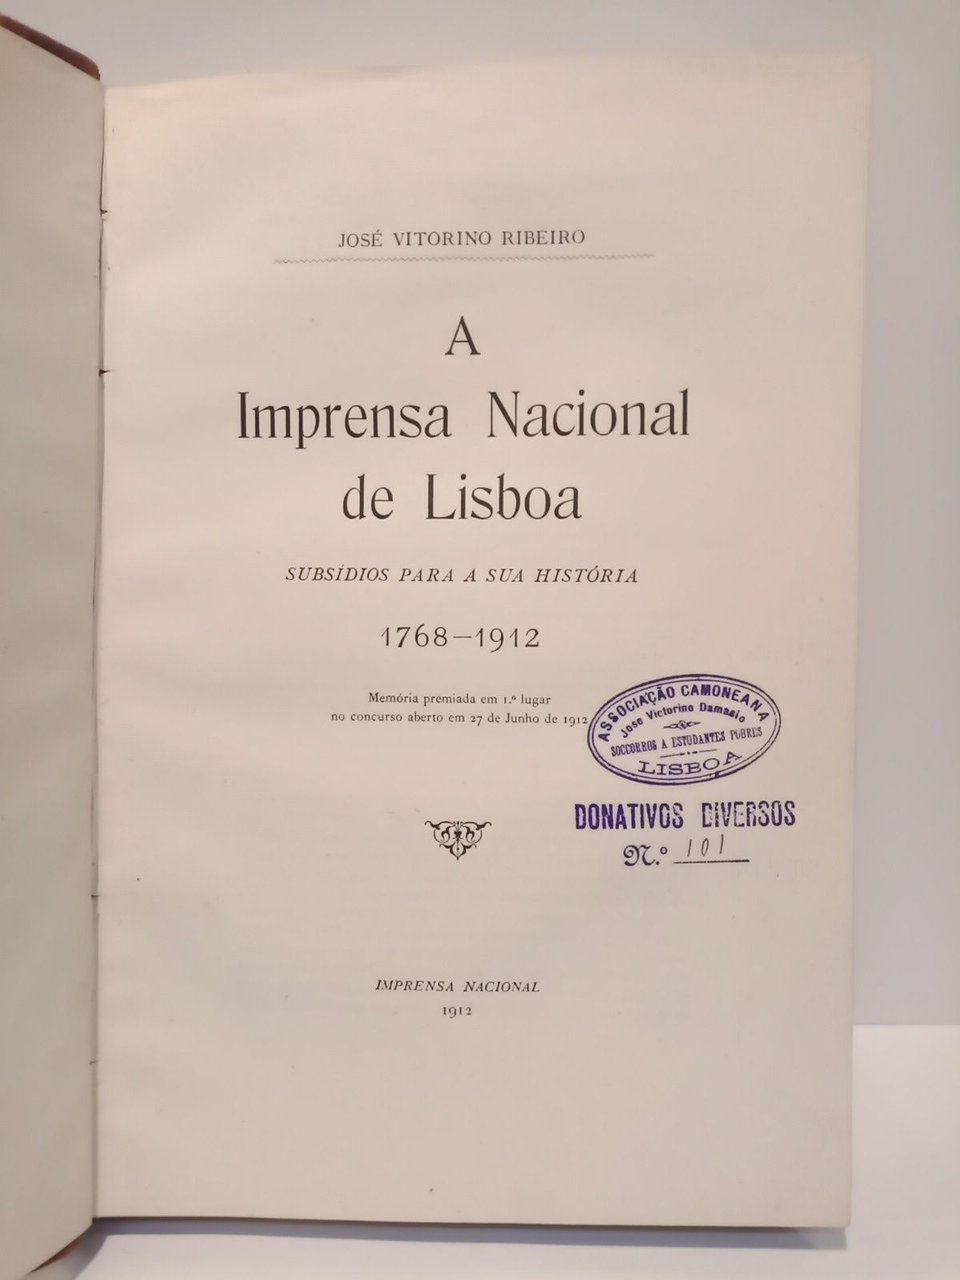 JOSÉ VITORINO RIBEIRO
A
Imprensa Nacional
de Lisboa
SUBSÍDIOS PARA A SUA HISTÓRIA
1768–1912
Memória premiada em 1.º lugar
no concurso aberto em 27 de Junho de 1912
ASSOCIAÇÃO CAMONEANA
Jose Victorino Damasio
SOCCORROS A ESTUDANTES POBRES
LISBOA
DONATIVOS DIVERSOS
N.º 101
IMPRENSA NACIONAL
1912